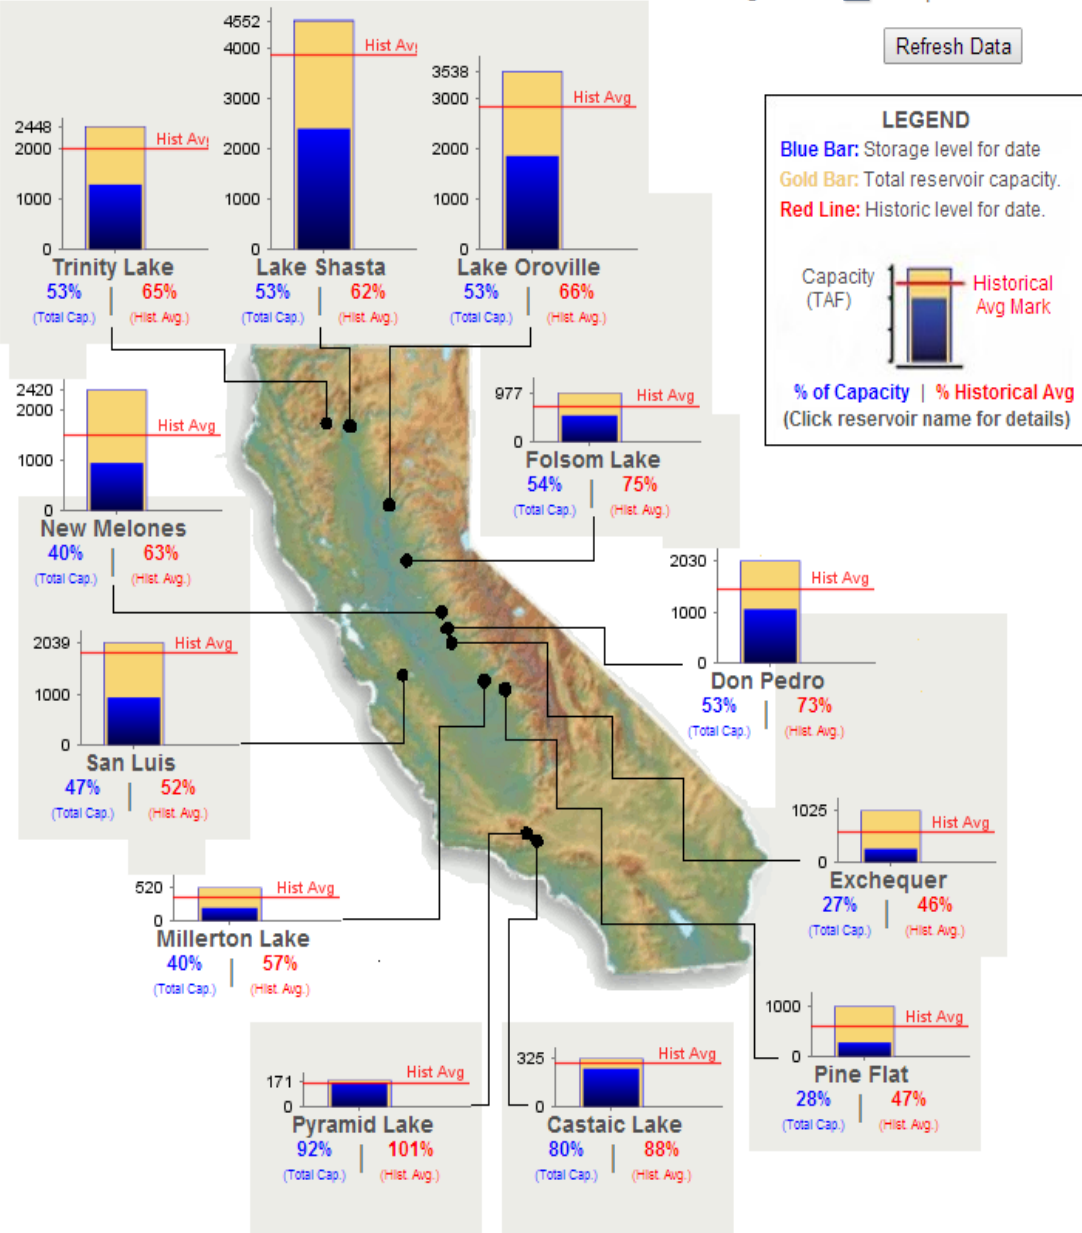 Refresh Data
LEGEND
Blue Bar: Storage level for date
Gold Bar: Total reservoir capacity.
Red Line: Historic level for date.
Capacity
(TAF)
Historical
Avg Mark
% of Capacity | % Historical Avg
(Click reservoir name for details)
2448
2000
1000
0
Hist Avg
Trinity Lake
53% | 65%
(Total Cap.) (Hist. Avg.)
4552
4000
3000
2000
1000
0
Hist Avg
Lake Shasta
53% | 62%
(Total Cap.) (Hist. Avg.)
3538
3000
2000
1000
0
Hist Avg
Lake Oroville
53% | 66%
(Total Cap.) (Hist. Avg.)
2420
2000
1000
0
Hist Avg
New Melones
40% | 63%
(Total Cap.) (Hist. Avg.)
977
0
Hist Avg
Folsom Lake
54% | 75%
(Total Cap.) (Hist. Avg.)
2030
1000
0
Hist Avg
Don Pedro
53% | 73%
(Total Cap.) (Hist. Avg.)
2039
1000
0
Hist Avg
San Luis
47% | 52%
(Total Cap.) (Hist. Avg.)
1025
0
Hist Avg
Exchequer
27% | 46%
(Total Cap.) (Hist. Avg.)
520
0
Hist Avg
Millerton Lake
40% | 57%
(Total Cap.) (Hist. Avg.)
1000
0
Hist Avg
Pine Flat
28% | 47%
(Total Cap.) (Hist. Avg.)
171
0
Hist Avg
Pyramid Lake
92% | 101%
(Total Cap.) (Hist. Avg.)
325
0
Hist Avg
Castaic Lake
80% | 88%
(Total Cap.) (Hist. Avg.)